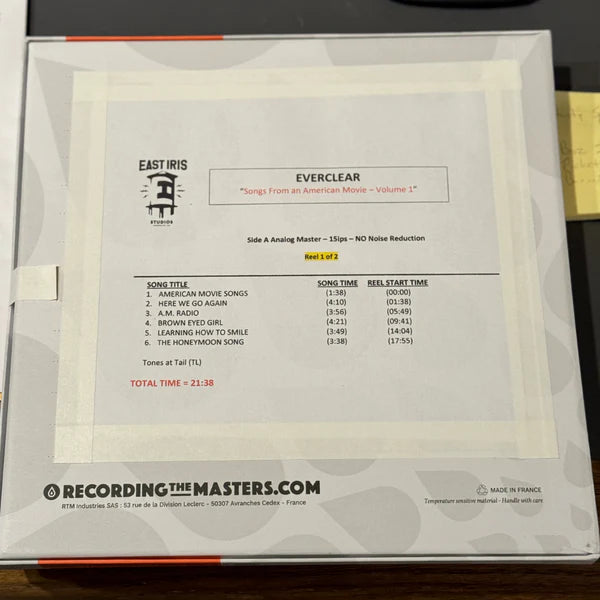 EAST IRIS
STUDIOS
EVERCLEAR
"Songs From an American Movie – Volume 1"
Side A Analog Master – 15ips – NO Noise Reduction
Reel 1 of 2
SONG TITLE SONG TIME REEL START TIME
1. AMERICAN MOVIE SONGS (1:38) (00:00)
2. HERE WE GO AGAIN (4:10) (01:38)
3. A.M. RADIO (3:56) (05:49)
4. BROWN EYED GIRL (4:21) (09:41)
5. LEARNING HOW TO SMILE (3:49) (14:04)
6. THE HONEYMOON SONG (3:38) (17:55)
Tones at Tail (TL)
TOTAL TIME = 21:38
RECORDING THE MASTERS.COM
RTM Industries SAS : 53 rue de la Division Leclerc - 50307 Avranches Cedex - France
MADE IN FRANCE
Temperature sensitive material - Handle with care